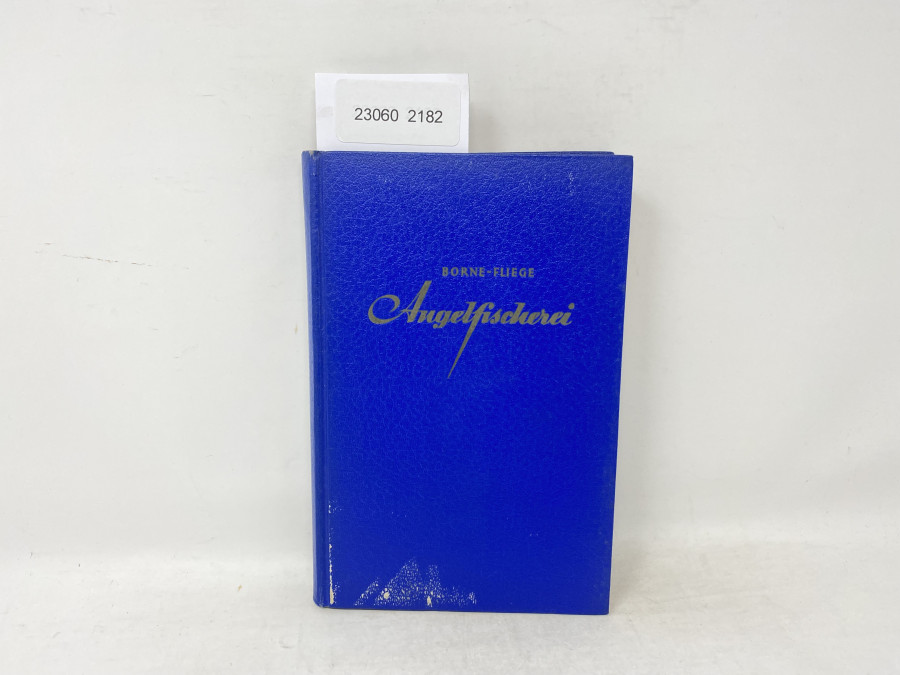 23060 2182
BORNE-FLIEGE
Angelfischerei